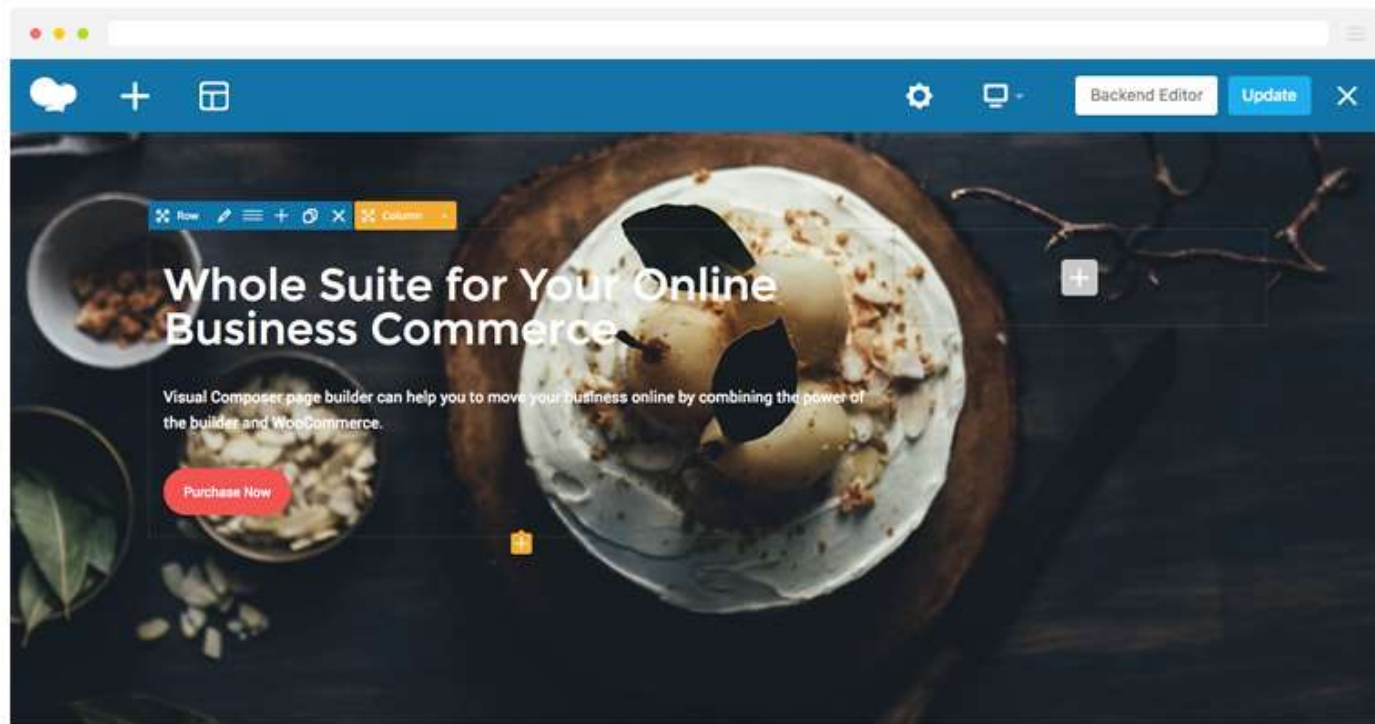 Backend Editor
Update
Row
Column
Whole Suite for Your Online
Business Commerce
Visual Composer page builder can help you to move your business online by combining the power of
the builder and WooCommerce.
Purchase Now